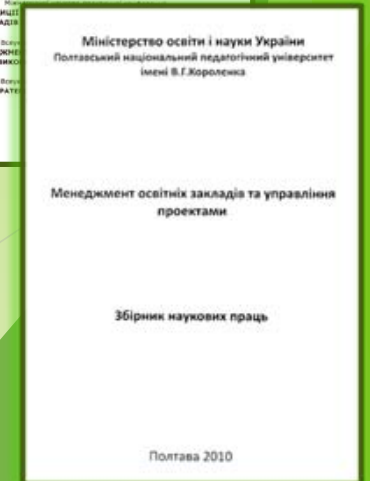 Міністерство освіти і науки України
Полтавський національний педагогічний університет
імені В.Г.Короленка
Менеджмент освітніх закладів та управління
проектами
Збірник наукових праць
Полтава 2010